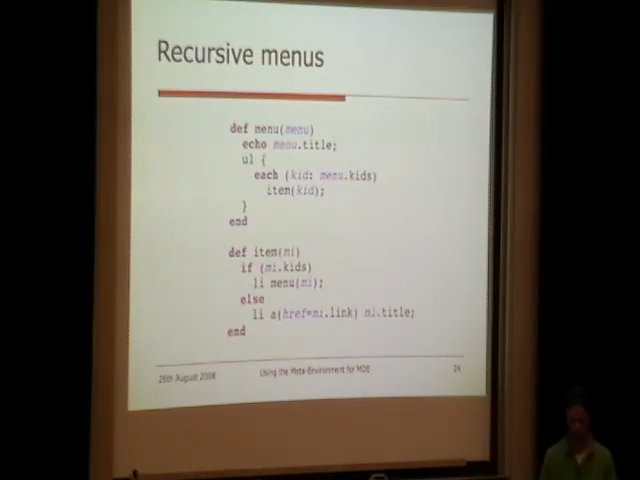 Recursive menus
def menu(menu)
echo menu.title;
ul {
each (kid: menu.kids)
item(kid);
}
end
def item(mi)
if (mi.kids)
li menu(mi);
else
li a(href=mi.link) mi.title;
end
26th August 2008
Using the Meta-Environment for MDE
24